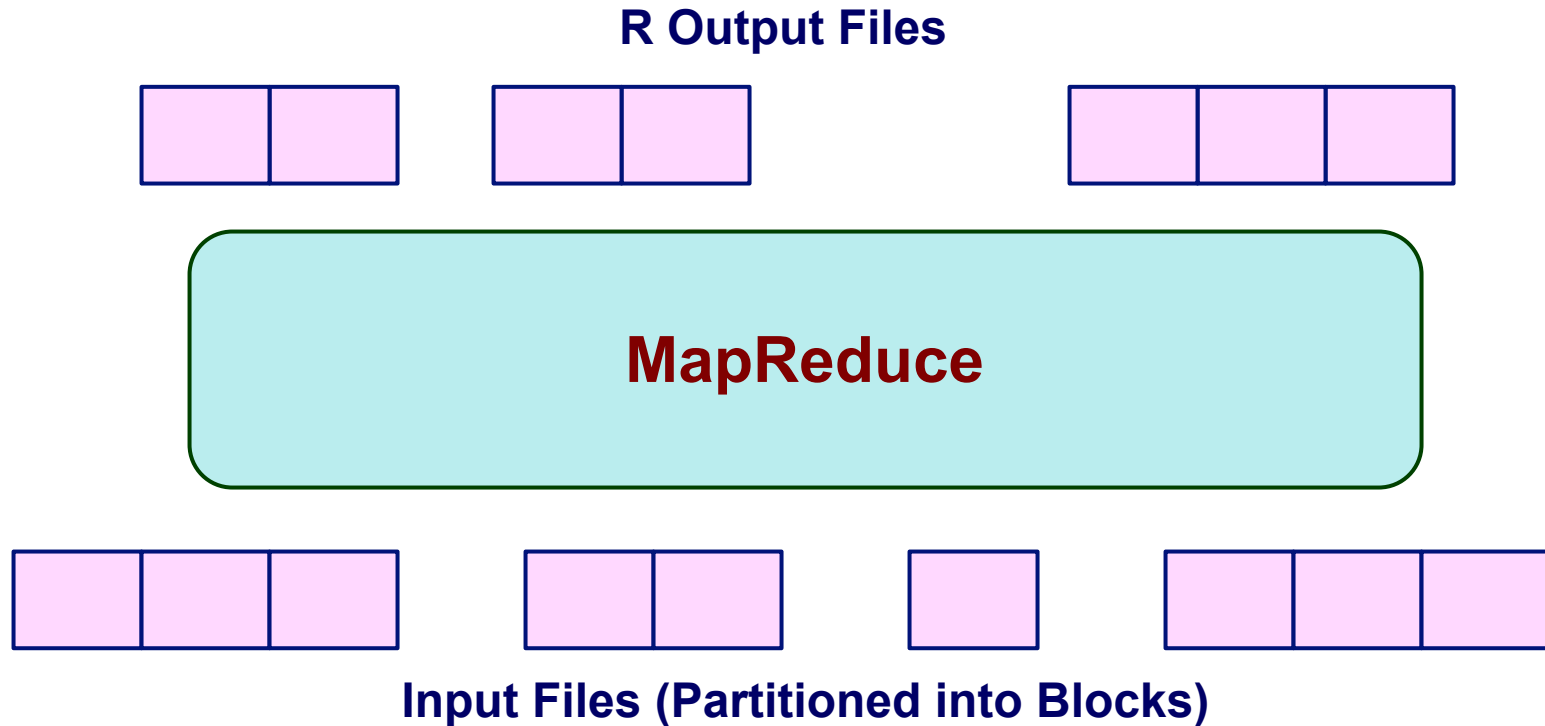 R Output Files
MapReduce
Input Files (Partitioned into Blocks)